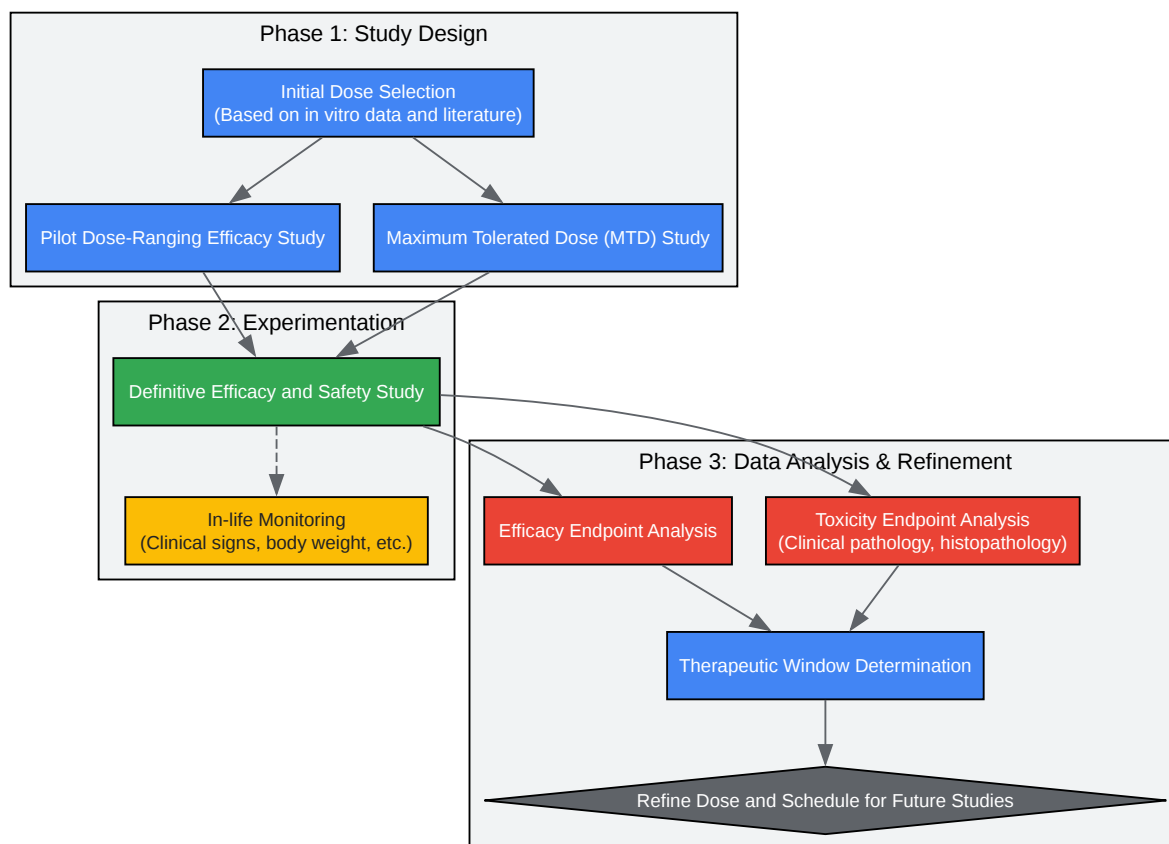 Phase 1: Study Design
Initial Dose Selection
(Based on in vitro data and literature)
Pilot Dose-Ranging Efficacy Study
Maximum Tolerated Dose (MTD) Study
Phase 2: Experimentation
Definitive Efficacy and Safety Study
In-life Monitoring
(Clinical signs, body weight, etc.)
Phase 3: Data Analysis & Refinement
Efficacy Endpoint Analysis
Toxicity Endpoint Analysis
(Clinical pathology, histopathology)
Therapeutic Window Determination
Refine Dose and Schedule for Future Studies